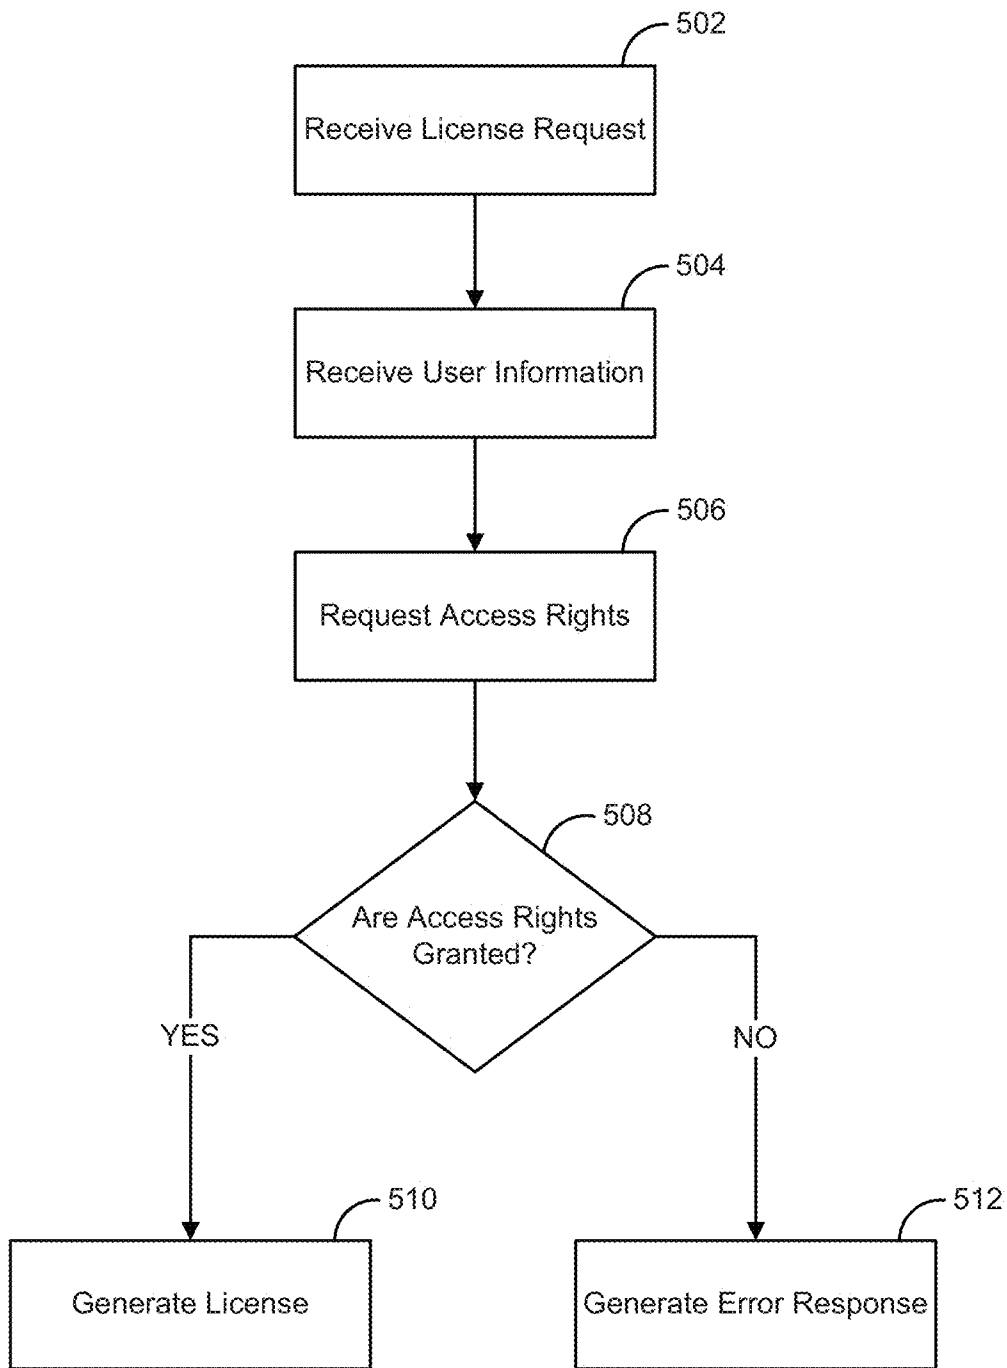 502
Receive License Request
504
Receive User Information
506
Request Access Rights
508
Are Access Rights
Granted?
YES
NO
510
512
Generate License
Generate Error Response